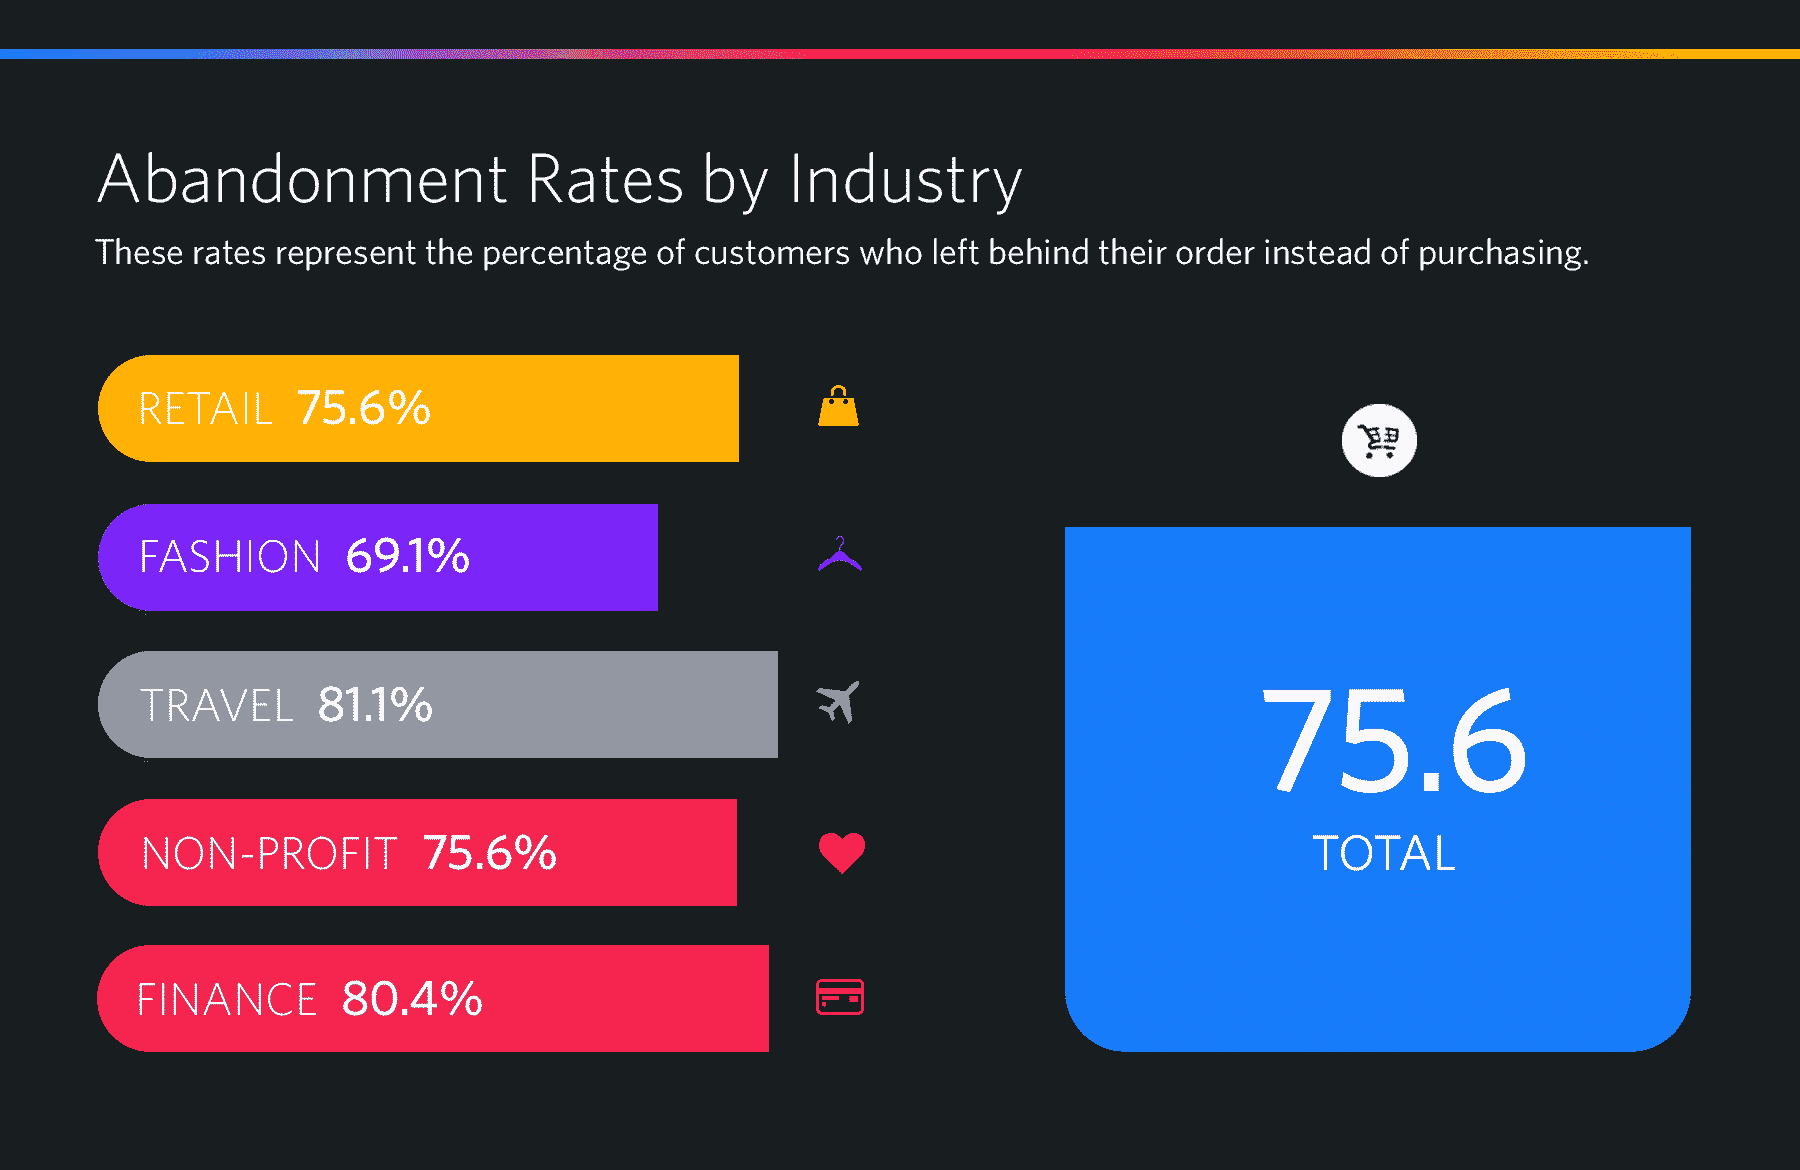 Abandonment Rates by Industry
These rates represent the percentage of customers who left behind their order instead of purchasing.
RETAIL 75.6%
FASHION 69.1%
TRAVEL 81.1%
NON-PROFIT 75.6%
FINANCE 80.4%
75.6
TOTAL